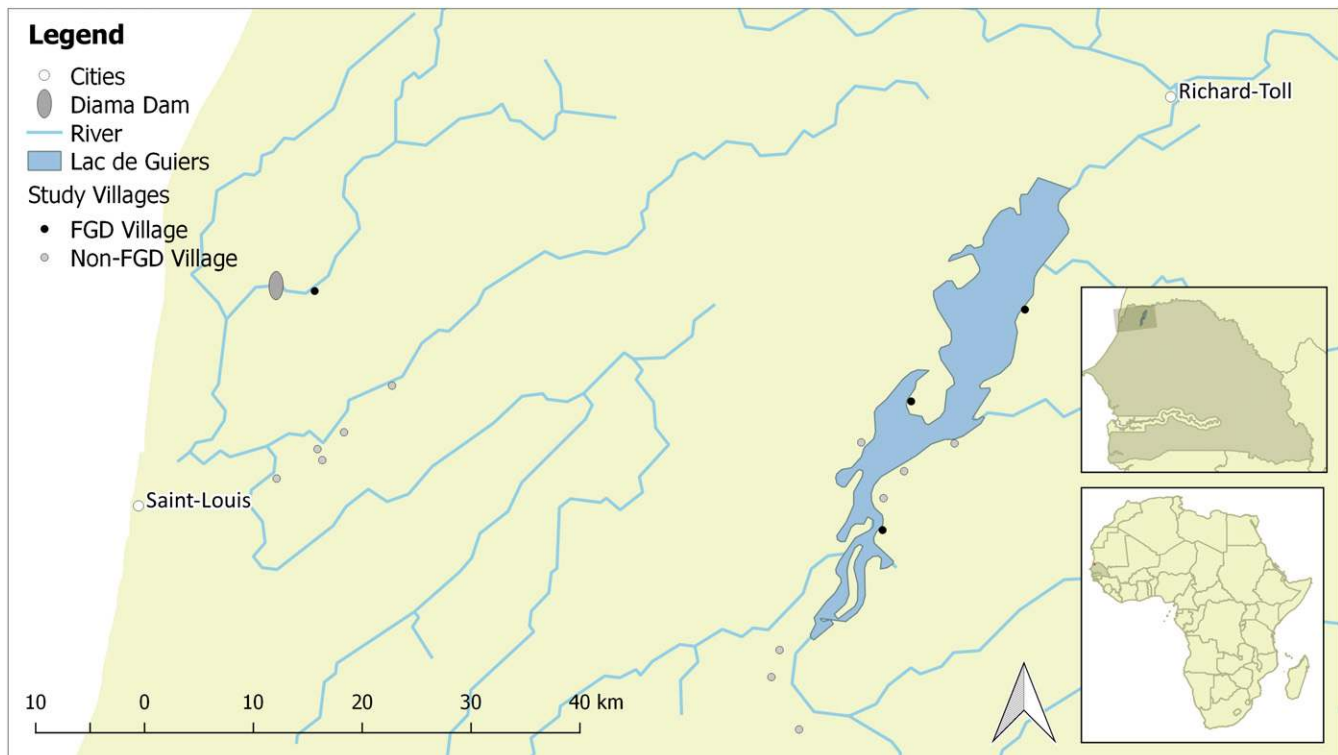 Legend
Cities
Diama Dam
River
Lac de Guiers
Study Villages
FGD Village
Non-FGD Village
Richard-Toll
Saint-Louis
10 0 10 20 30 40 km